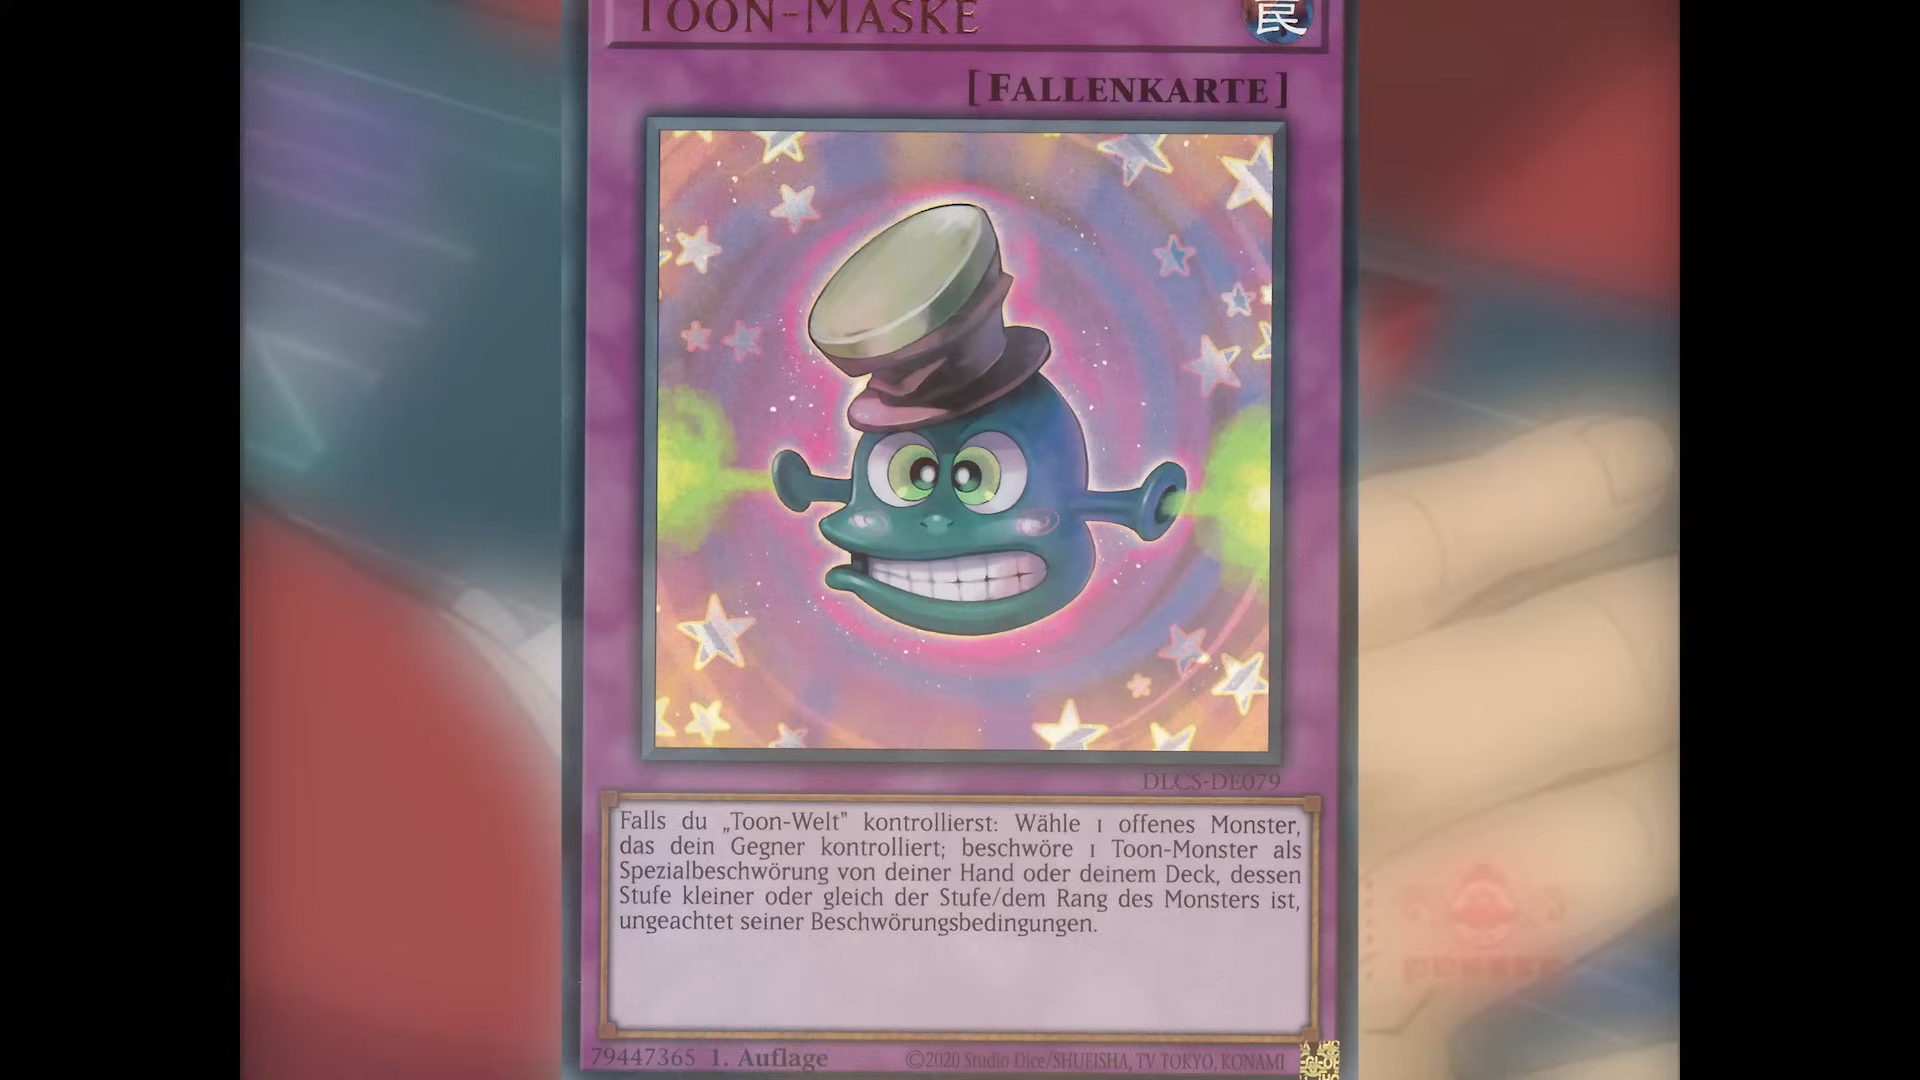 TOON-MASKE
罠
[FALLENKARTE]
DLCS-DE079
Falls du „Toon-Welt" kontrollierst: Wähle 1 offenes Monster,
das dein Gegner kontrolliert; beschwöre 1 Toon-Monster als
Spezialbeschwörung von deiner Hand oder deinem Deck, dessen
Stufe kleiner oder gleich der Stufe/dem Rang des Monsters ist,
ungeachtet seiner Beschwörungsbedingungen.
79447365 1. Auflage ©2020 Studio Dice/SHUEISHA, TV TOKYO, KONAMI